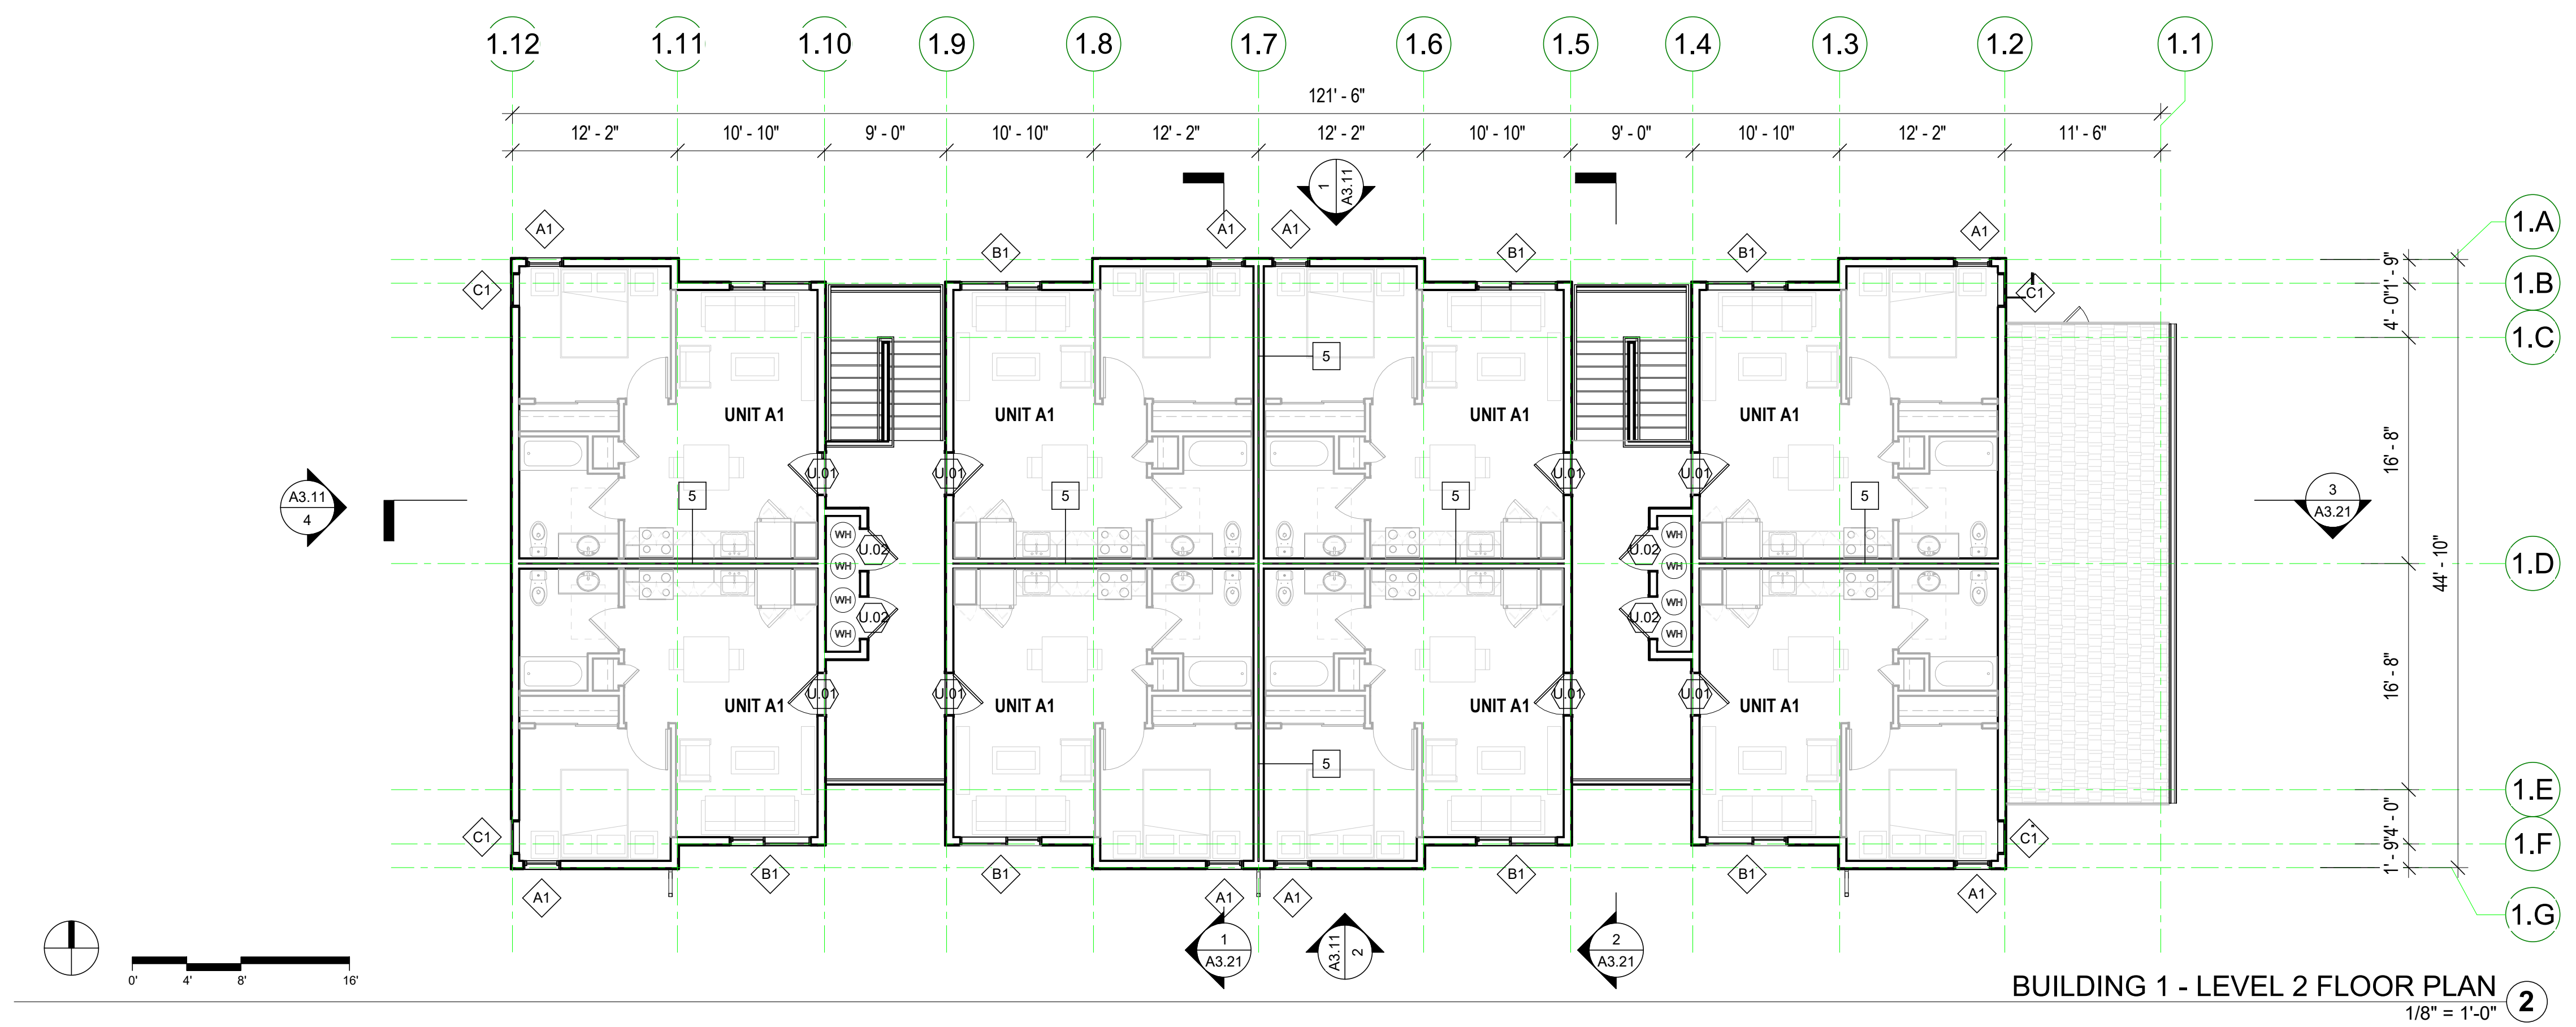 1.12 1.11 1.10 1.9 1.8 1.7 1.6 1.5 1.4 1.3 1.2 1.1
121' - 6"
12' - 2" 10' - 10" 9' - 0" 10' - 10" 12' - 2" 12' - 2" 10' - 10" 9' - 0" 10' - 10" 12' - 2" 11' - 6"
1 A3.11
A1 A1 A1 A1
B1 B1 B1
C1 C1
1.A
1.B
1.C
1.D
1.E
1.F
1.G
1' - 9"
4' - 0"
16' - 8"
16' - 8"
4' - 0"
1' - 9"
44' - 10"
5
UNIT A1 UNIT A1 UNIT A1 UNIT A1
U.01 U.01 U.01 U.01
5 5 5 5
A3.11
4
3
A3.21
WH U.02 U.02 WH
WH WH
WH U.02 U.02 WH
WH WH
U.01 U.01 U.01 U.01
UNIT A1 UNIT A1 UNIT A1 UNIT A1
5
C1 C1
B1 B1 B1 B1
A1 A1 A1 A1
1
A3.21
A3.11 2
2
A3.21
0' 4' 8' 16'
BUILDING 1 - LEVEL 2 FLOOR PLAN
1/8" = 1'-0"
2